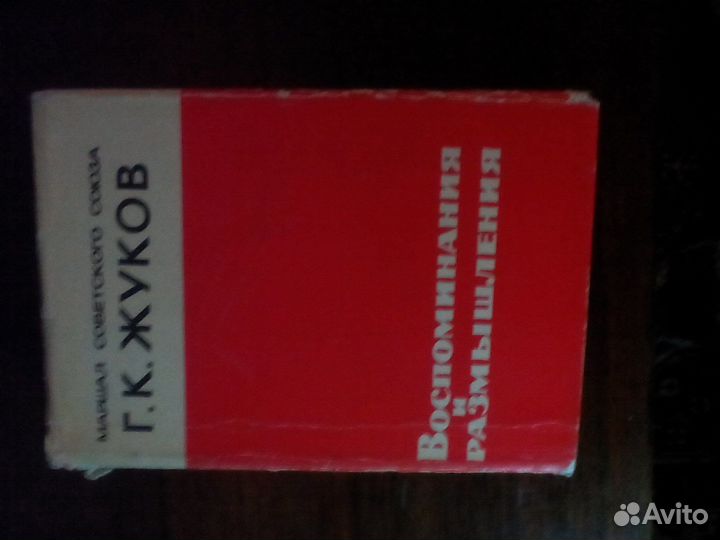 МАРШАЛ СОВЕТСКОГО СОЮЗА
Г.К.ЖУКОВ
ВОСПОМИНАНИЯ
И
РАЗМЫШЛЕНИЯ
Avito